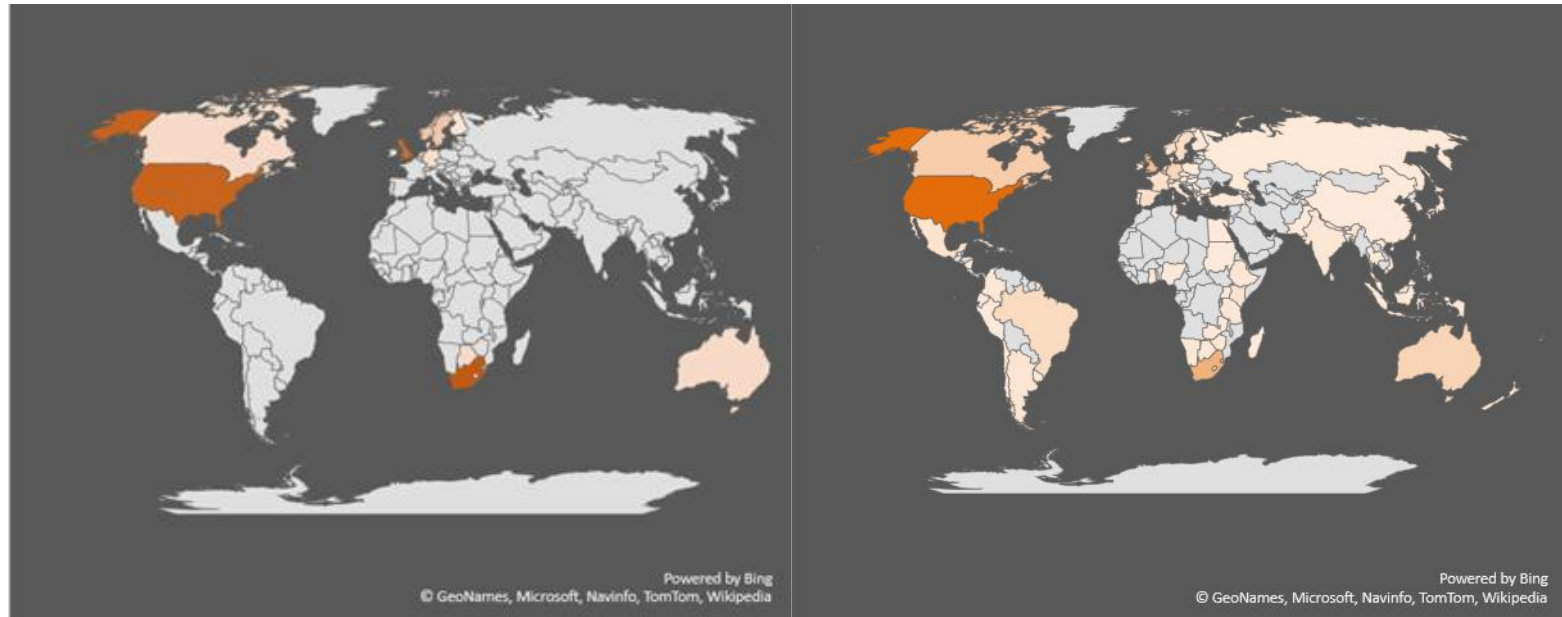 Powered by Bing
© GeoNames, Microsoft, Navinfo, TomTom, Wikipedia
Powered by Bing
© GeoNames, Microsoft, Navinfo, TomTom, Wikipedia